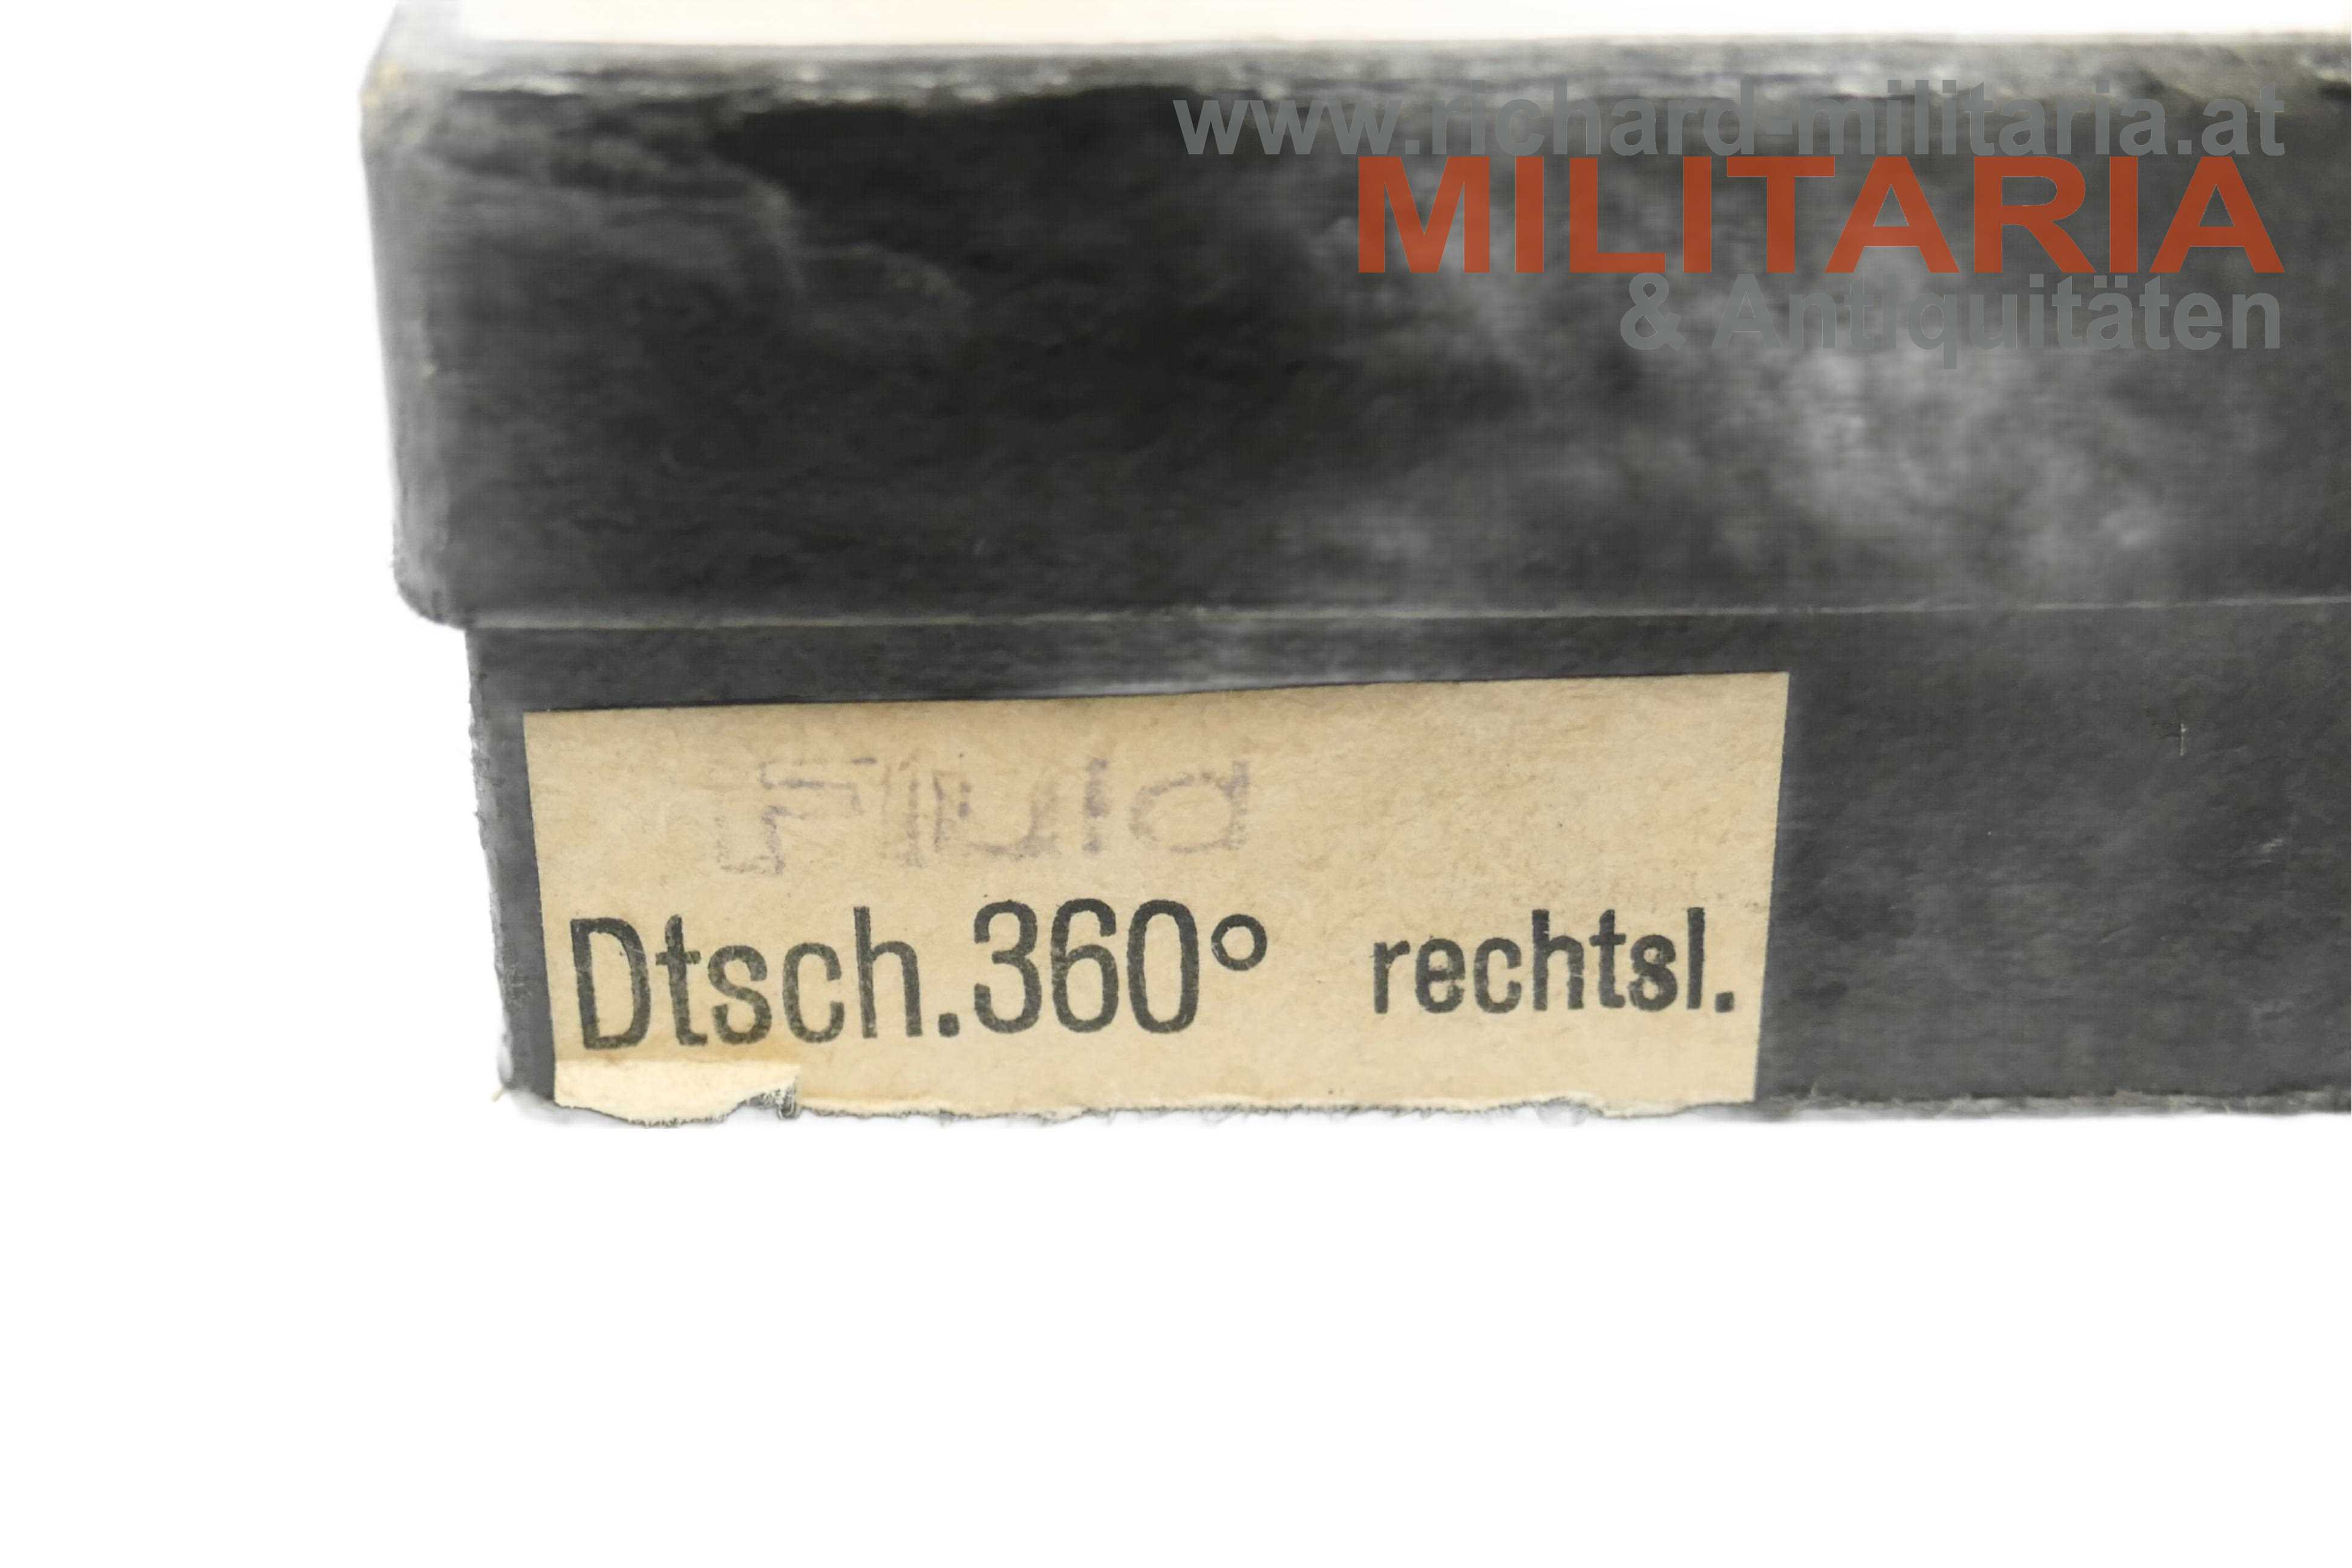 www.richard-militaria.at
MILITARIA
& Antiquitäten
Fluid
Dtsch.360° rechtsl.